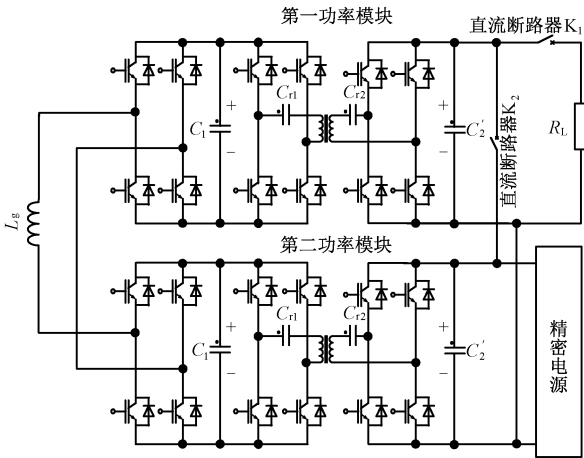 第一功率模块
直流断路器K₁
C₁
+
−
Cr1
Cr2
+
C₂′
−
直流断路器K₂
R_L
L_g
第二功率模块
C₁
+
−
Cr1
Cr2
+
C₂′
−
精密电源